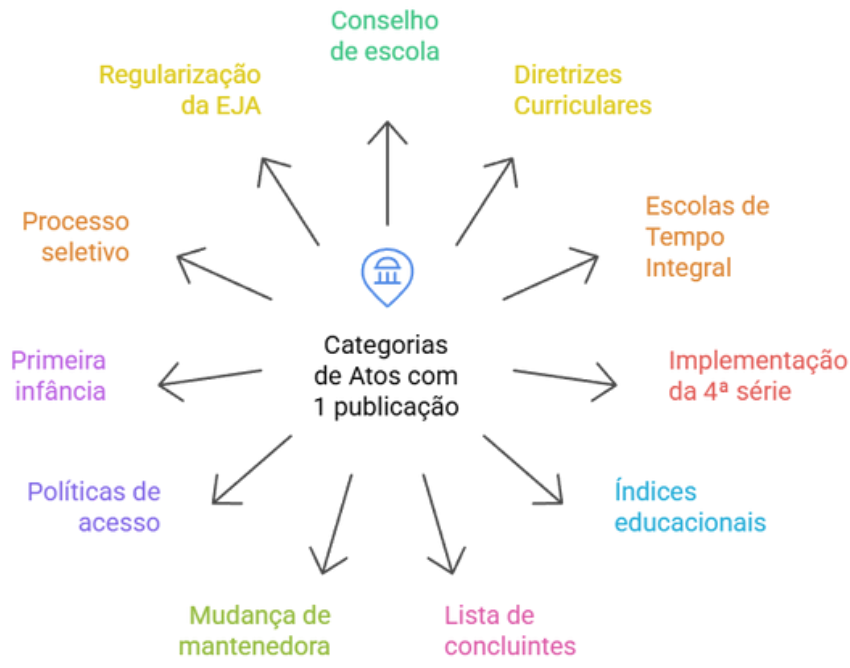 Conselho
de escola
Regularização
da EJA
Diretrizes
Curriculares
Processo
seletivo
Escolas de
Tempo
Integral
Primeira
infância
Categorias
de Atos com
1 publicação
Implementação
da 4ª série
Políticas de
acesso
Índices
educacionais
Mudança de
mantenedora
Lista de
concluintes